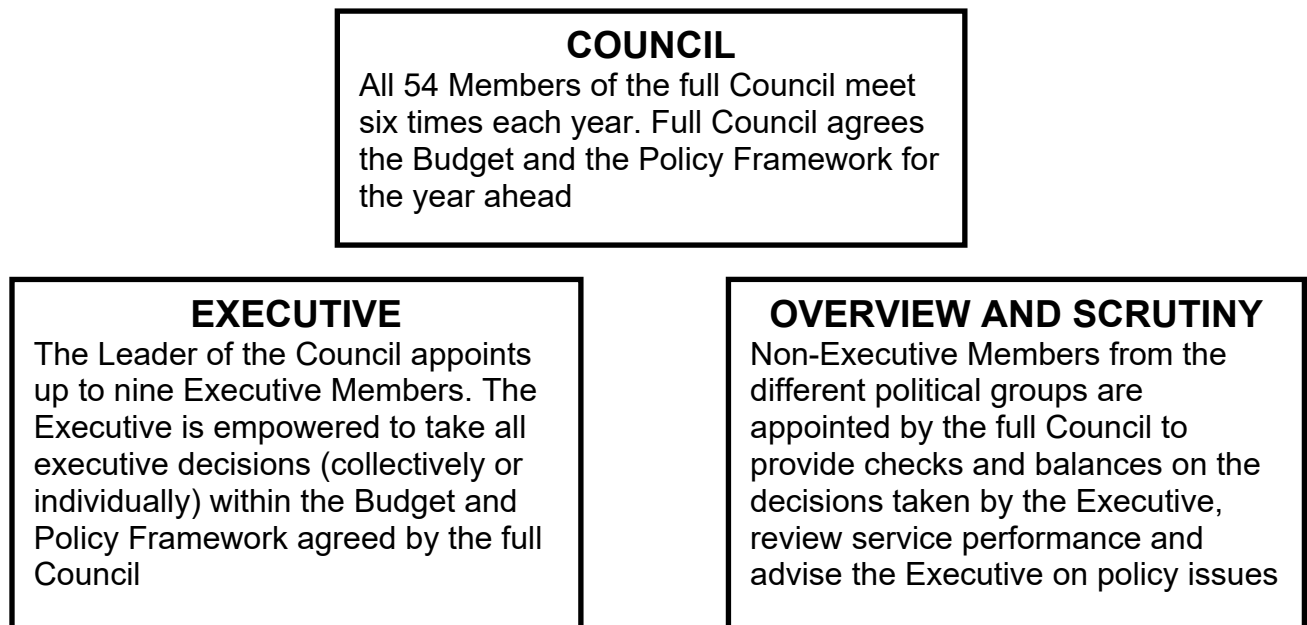 COUNCIL
All 54 Members of the full Council meet
six times each year. Full Council agrees
the Budget and the Policy Framework for
the year ahead
EXECUTIVE
The Leader of the Council appoints
up to nine Executive Members. The
Executive is empowered to take all
executive decisions (collectively or
individually) within the Budget and
Policy Framework agreed by the full
Council
OVERVIEW AND SCRUTINY
Non-Executive Members from the
different political groups are
appointed by the full Council to
provide checks and balances on the
decisions taken by the Executive,
review service performance and
advise the Executive on policy issues